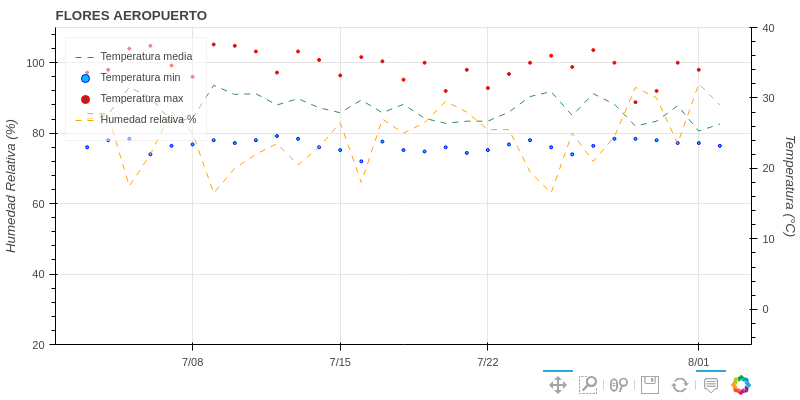 FLORES AEROPUERTO
Temperatura media
Temperatura min
Temperatura max
Humedad relativa %
Humedad Relativa (%)
100
80
60
40
20
Temperatura (°C)
40
30
20
10
0
7/08
7/15
7/22
8/01